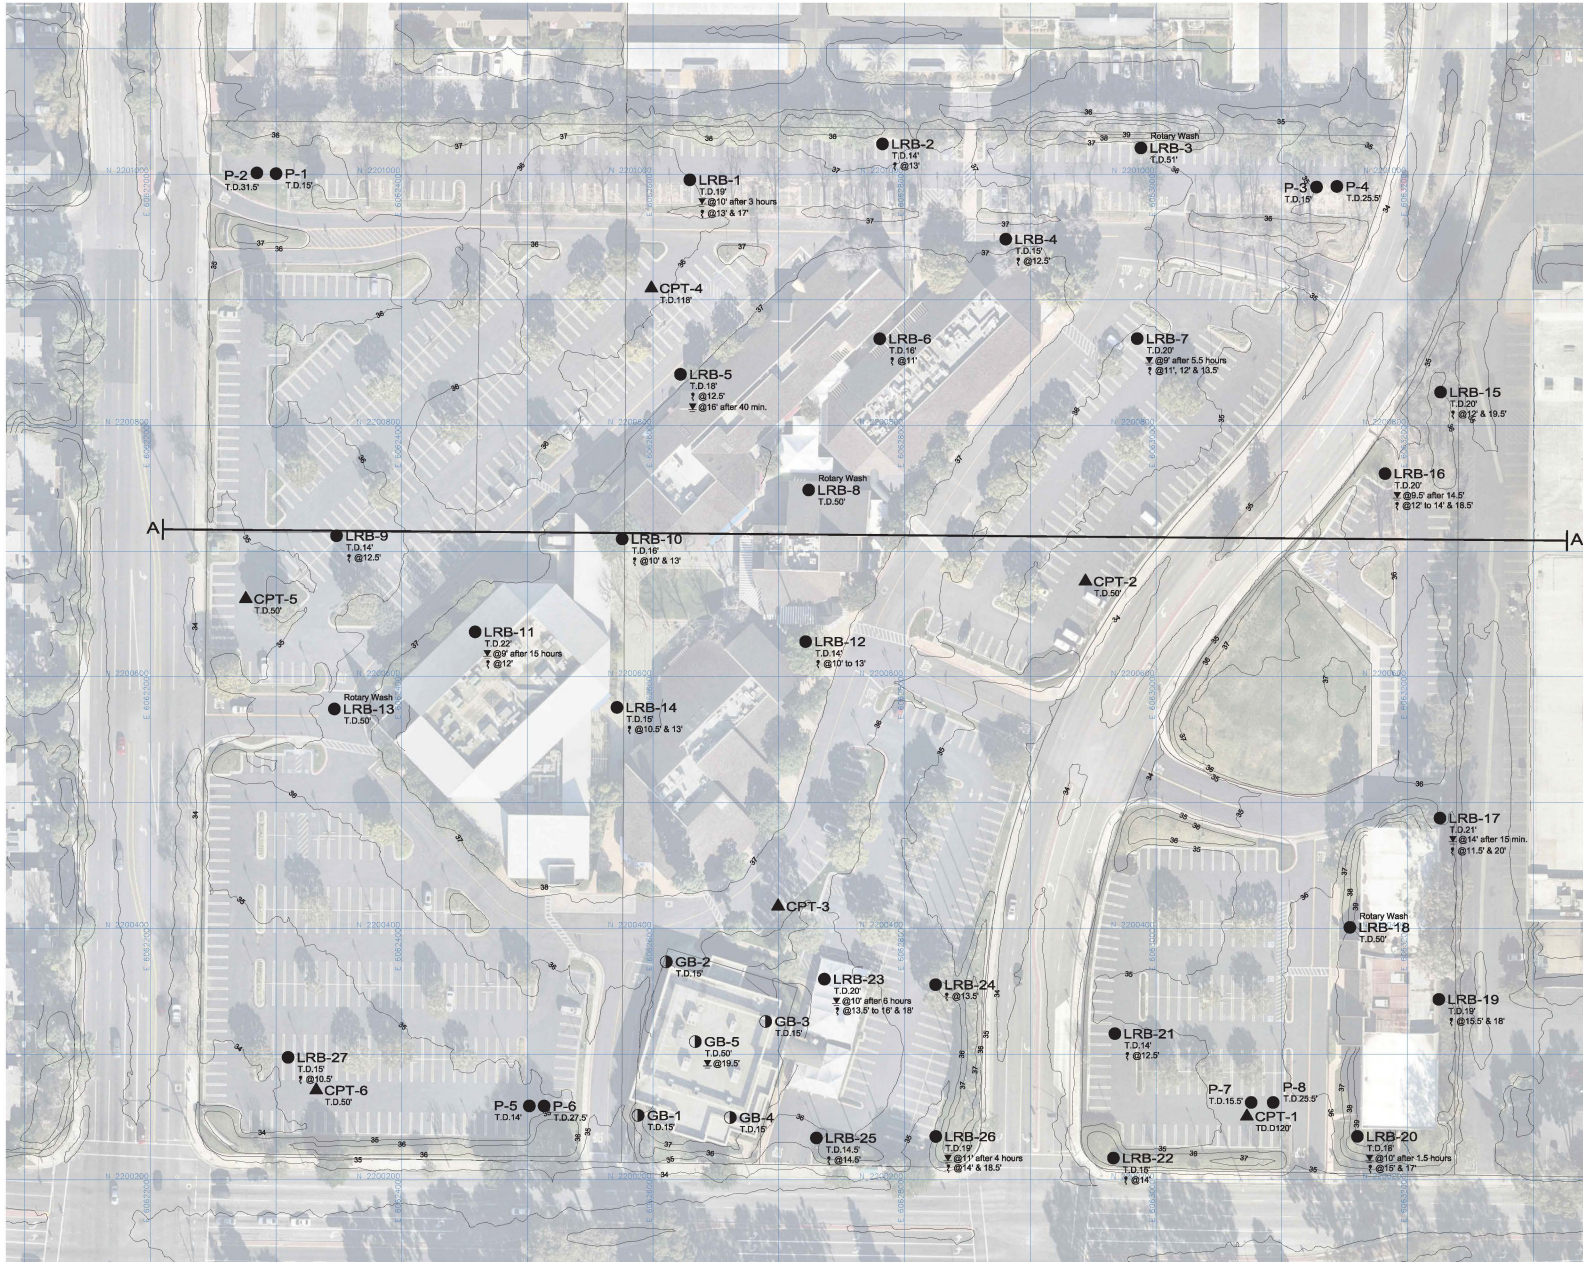 P-2
T.D.31.5'
P-1
T.D.15'
LRB-1
T.D.19'
@10' after 3 hours
@13' & 17'
LRB-2
T.D.14'
@13'
Rotary Wash
LRB-3
T.D.51'
P-3
T.D.15'
P-4
T.D.25.5'
LRB-4
T.D.15'
@12.5'
CPT-4
T.D.118'
LRB-5
T.D.18'
@12.5'
@16' after 40 min.
LRB-6
T.D.16'
@11'
LRB-7
T.D.20'
@9' after 5.5 hours
@11', 12' & 13.5'
LRB-15
T.D.20'
@12' & 19.5'
LRB-16
T.D.20'
@9.5' after 14.5'
@12' to 14' & 18.5'
Rotary Wash
LRB-8
T.D.50'
A
A
LRB-9
T.D.14'
@12.5'
LRB-10
T.D.16'
@10' & 13'
CPT-5
T.D.50'
CPT-2
T.D.50'
LRB-11
T.D.22'
@9' after 15 hours
@12'
LRB-12
T.D.14'
@10' to 13'
Rotary Wash
LRB-13
T.D.50'
LRB-14
T.D.15'
@10.5' & 13'
LRB-17
T.D.21'
@14' after 15 min.
@11.5' & 20'
CPT-3
Rotary Wash
LRB-18
T.D.50'
GB-2
T.D.15'
LRB-23
T.D.20'
@10' after 6 hours
@13.5' to 16' & 18'
LRB-24
@13.5'
LRB-19
T.D.19'
@15.5' & 18'
GB-3
T.D.15'
GB-5
T.D.50'
@19.5'
LRB-21
T.D.14'
@12.5'
LRB-27
T.D.15'
@10.5'
CPT-6
T.D.50'
P-5
T.D.14'
P-6
T.D.27.5'
GB-1
T.D.15'
GB-4
T.D.15'
P-7
T.D.15.5'
P-8
T.D.25.5'
CPT-1
TD.D120'
LRB-25
T.D.14.5'
@14.5'
LRB-26
T.D.19'
@11' after 4 hours
@14' & 18.5'
LRB-22
T.D.15'
@14'
LRB-20
T.D.18'
@10' after 1.5 hours
@15' & 17'
N 2201000
N 2200800
N 2200600
N 2200400
N 2200200
E 6062200
E 6062400
E 6062600
E 6062800
E 6063000